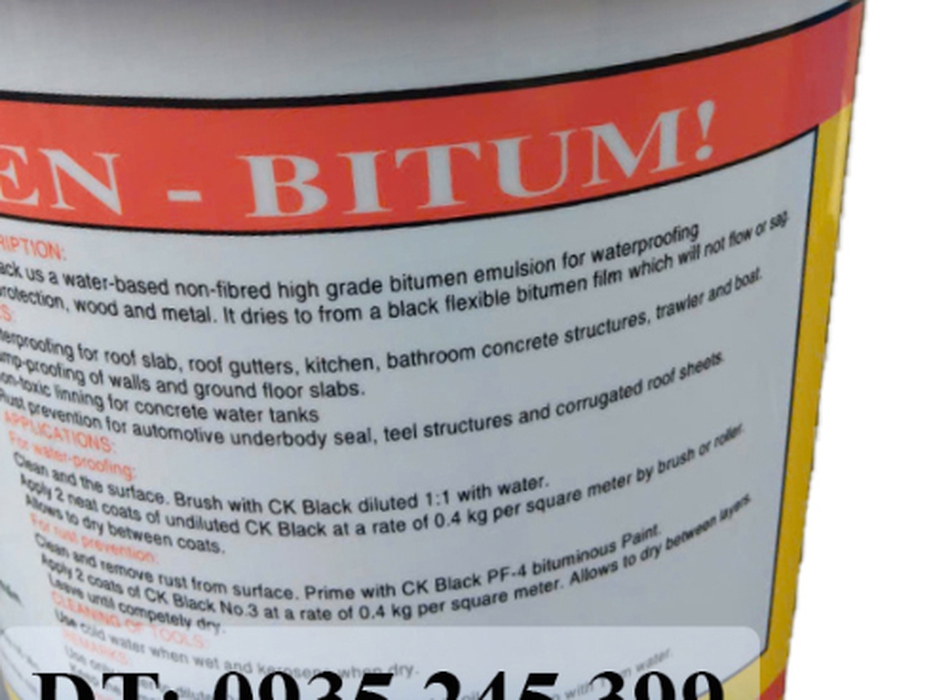 EN - BITUM!
RIPTION:
ack us a water-based non-fibred high grade bitumen emulsion for waterproofing
rotection, wood and metal. It dries to from a black flexible bitumen film which will not flow or sag.
S:
terproofing for roof slab, roof gutters, kitchen, bathroom concrete structures, trawler and boat.
mp-proofing of walls and ground floor slabs.
on-toxic linning for concrete water tanks
Rust prevention for automotive underbody seal, teel structures and corrugated roof sheets.
APPLICATIONS:
For water-proofing:
Clean and the surface. Brush with CK Black diluted 1:1 with water.
Apply 2 neat coats of undiluted CK Black at a rate of 0.4 kg per square meter by brush or roller.
Allows to dry between coats.
For rust prevention:
Clean and remove rust from surface. Prime with CK Black PF-4 bituminous Paint.
Apply 2 coats of CK Black No.3 at a rate of 0.4 kg per square meter. Allows to dry between layers.
Leave until competely dry.
CLEANING OF TOOLS:
Use cold water when wet and kerosene when dry.
REMARKS:
Use only water
DT: 0935 245 399